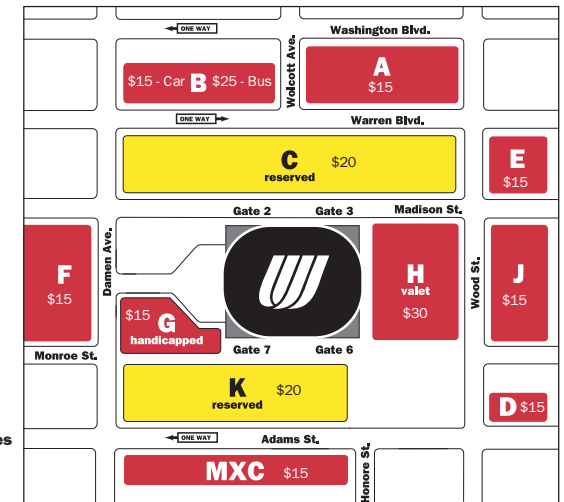 ONE WAY
Washington Blvd.
Wolcott Ave.
$15 - Car B $25 - Bus
A
$15
ONE WAY
Warren Blvd.
C $20
reserved
E
$15
Gate 2 Gate 3 Madison St.
Damen Ave.
F
$15
H
valet
$30
Wood St.
J
$15
$15 G
handicapped
Monroe St.
Gate 7 Gate 6
K $20
reserved
D $15
es
ONE WAY
Adams St.
MXC $15
Honore St.